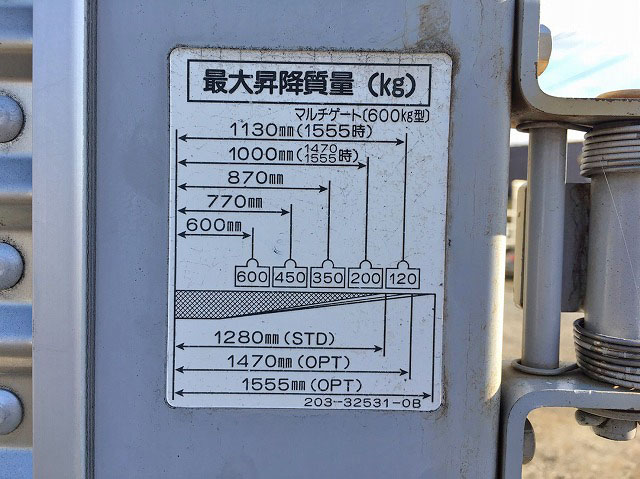 最大昇降質量(kg)
マルチゲート(600kg型)
1130mm(1555時)
1000mm(1470 1555時)
870mm
770mm
600mm
600 450 350 200 120
1280mm(STD)
1470mm(OPT)
1555mm(OPT)
203-32531-0B